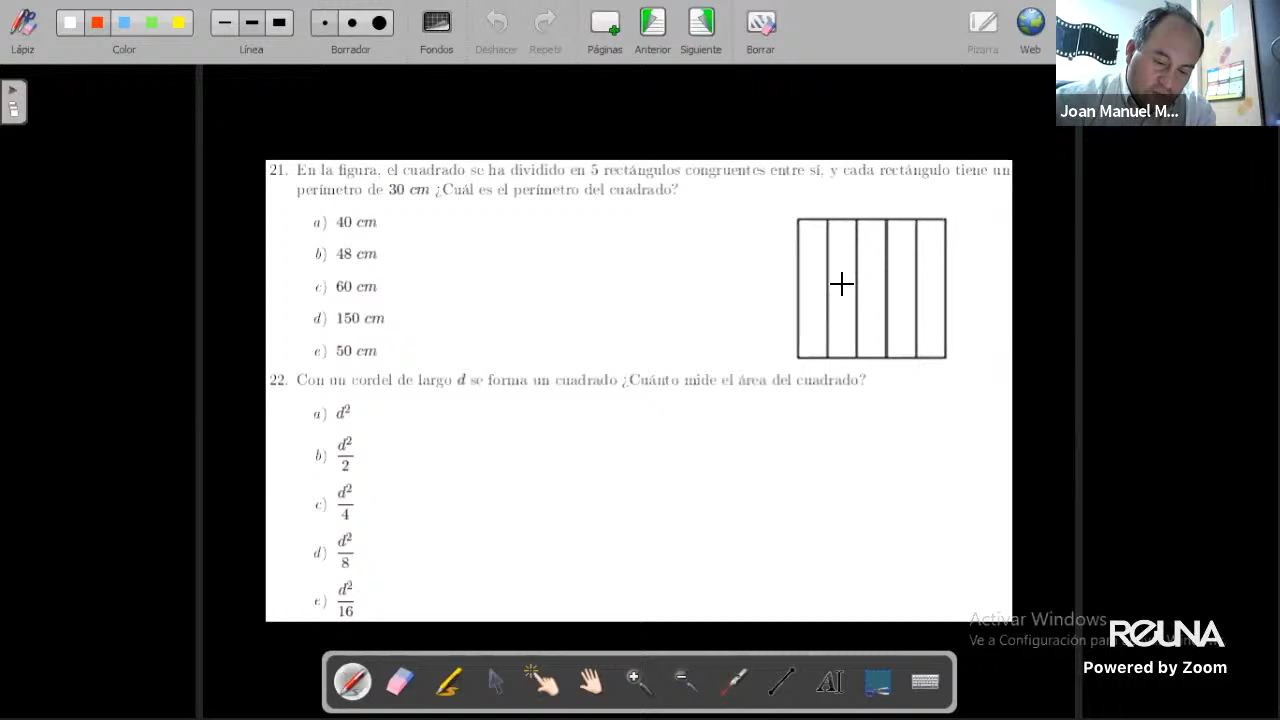 Lápiz
Color
Línea
Borrador
Fondos
Deshacer
Repetir
Páginas
Anterior
Siguiente
Borrar
Pizarra
Web
Joan Manuel M...
21. En la figura, el cuadrado se ha dividido en 5 rectángulos congruentes entre sí, y cada rectángulo tiene un
perímetro de 30 cm ¿Cuál es el perímetro del cuadrado?
a) 40 cm
b) 48 cm
c) 60 cm
d) 150 cm
e) 50 cm
22. Con un cordel de largo d se forma un cuadrado ¿Cuánto mide el área del cuadrado?
a) d²
b) d²/2
c) d²/4
d) d²/8
e) d²/16
Activar Windows
Ve a Configuración para
REUNA
Powered by Zoom